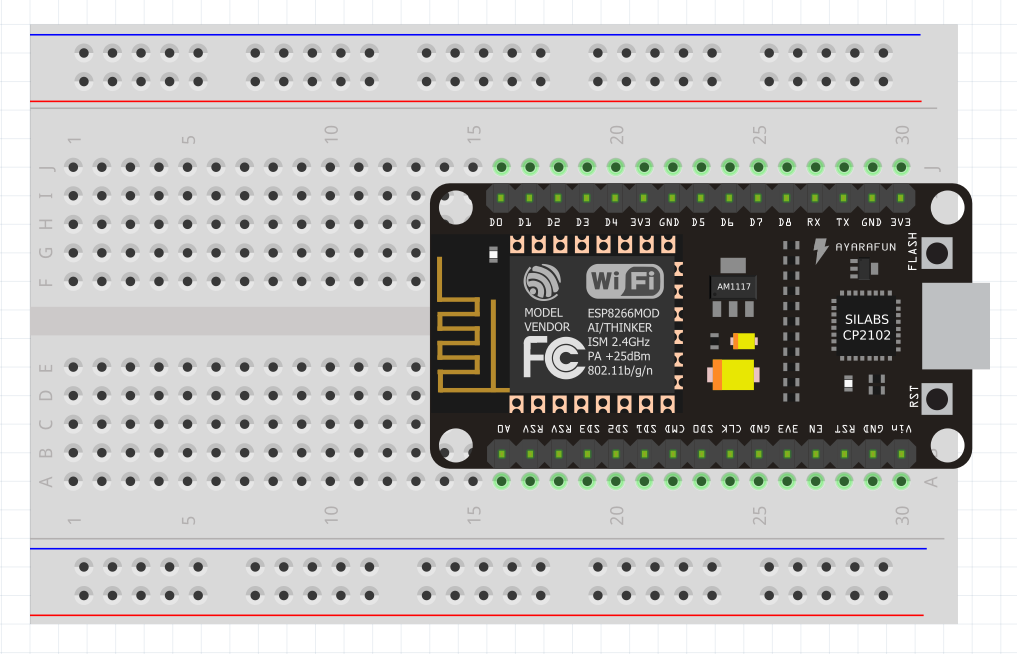 1 5 10 15 20 25 30
J J
I
H
G
F
E
D
C
B
A A
1 5 10 15 20 25 30
D0 D1 D2 D3 D4 3V3 GND D5 D6 D7 D8 RX TX GND 3V3
AYARAFUN
FLASH
WiFi
AM1117
MODEL
VENDOR
ESP8266MOD
AI/THINKER
ISM 2.4GHz
PA +25dBm
802.11b/g/n
FC
SILABS
CP2102
RST
A0 RSV RSV SD3 SD2 SD1 CMD SD0 CLK GND 3V3 EN RST GND Vin